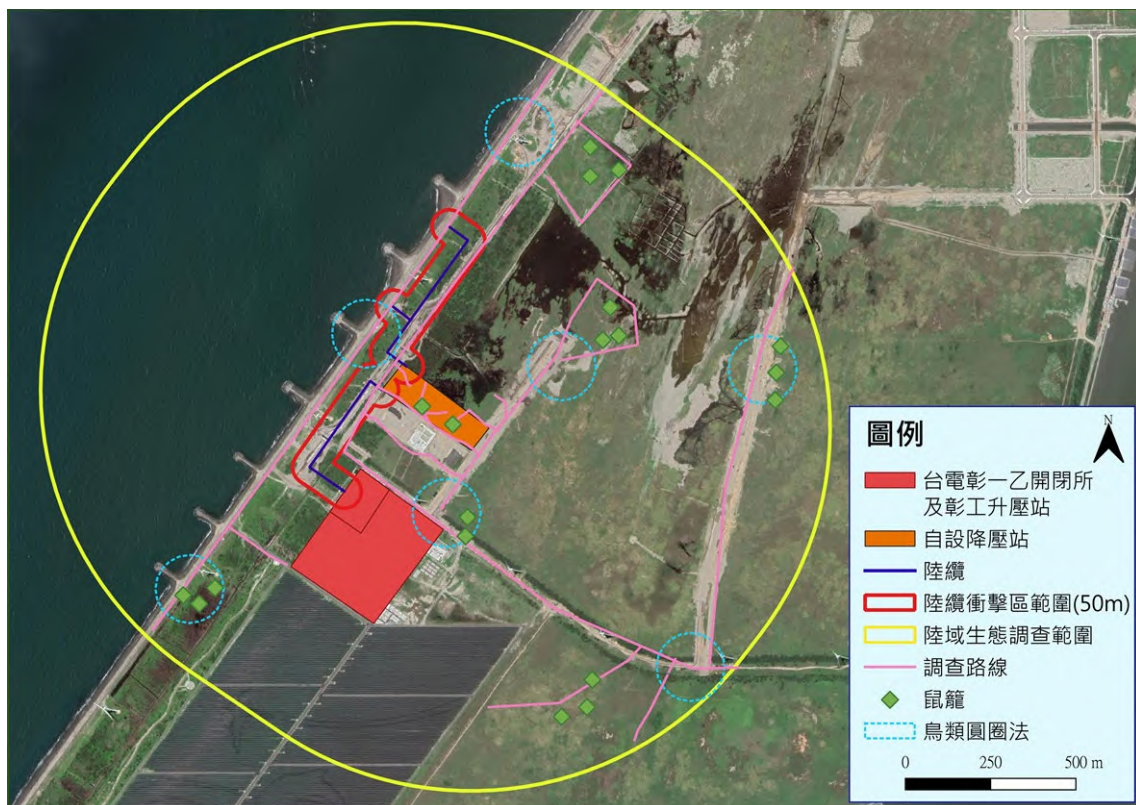 圖例
N
台電彰一乙開閉所
及彰工升壓站
自設降壓站
陸纜
陸纜衝擊區範圍(50m)
陸域生態調查範圍
調查路線
鼠籠
鳥類圓圈法
0 250 500 m